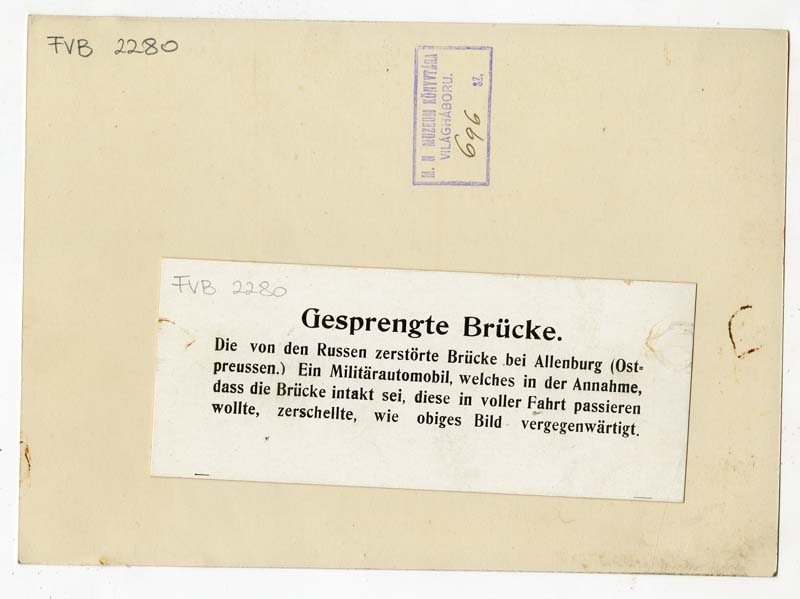 FVB 2280
M. N MUZEUM KÖNYVTÁRA
VILÁGHÁBORU.
696 sz.
FVB 2280
Gesprengte Brücke.
Die von den Russen zerstörte Brücke bei Allenburg (Ost=
preussen.) Ein Militärautomobil, welches in der Annahme,
dass die Brücke intakt sei, diese in voller Fahrt passieren
wollte, zerschellte, wie obiges Bild vergegenwärtigt.